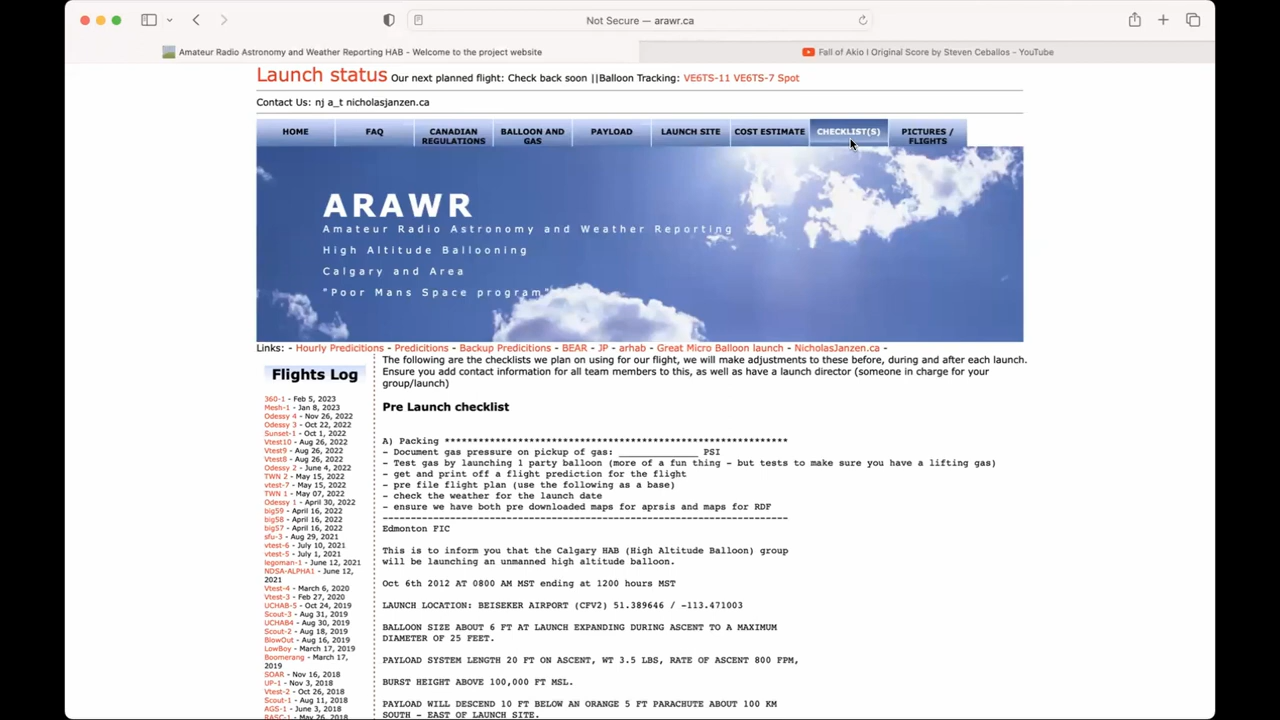 Not Secure — arawr.ca
Amateur Radio Astronomy and Weather Reporting HAB - Welcome to the project website
Fall of Akio I Original Score by Steven Ceballos – YouTube
Launch status Our next planned flight: Check back soon ||Balloon Tracking: VE6TS-11 VE6TS-7 Spot
Contact Us: nj a_t nicholasjanzen.ca
HOME
FAQ
CANADIAN
REGULATIONS
BALLOON AND
GAS
PAYLOAD
LAUNCH SITE
COST ESTIMATE
CHECKLIST(S)
PICTURES /
FLIGHTS
ARAWR
Amateur Radio Astronomy and Weather Reporting
High Altitude Ballooning
Calgary and Area
"Poor Mans Space program"
Links: - Hourly Predicitions - Predictions - Backup Predicitions - BEAR - JP - arhab - Great Micro Balloon launch - NicholasJanzen.ca -
Flights Log
360-1 - Feb 5, 2023
Mesh-1 - Jan 8, 2023
Odessy 4 - Nov 26, 2022
Odessy 3 - Oct 22, 2022
Sunset-1 - Oct 1, 2022
Vtest10 - Aug 26, 2022
Vtest9 - Aug 26, 2022
Vtest8 - Aug 26, 2022
Odessy 2 - June 4, 2022
TWN 2 - May 15, 2022
vtest-7 - May 15, 2022
TWN 1 - May 07, 2022
Odessy 1 - April 30, 2022
big59 - April 16, 2022
big58 - April 16, 2022
big57 - April 16, 2022
sfu-3 - Aug 29, 2021
vtest-6 - July 10, 2021
vtest-5 - July 1, 2021
legoman-1 - June 12, 2021
NDSA-ALPHA1 - June 12,
2021
Vtest-4 - March 6, 2020
Vtest-3 - Feb 27, 2020
UCHAB-5 - Oct 24, 2019
Scout-3 - Aug 31, 2019
UCHAB4 - Aug 30, 2019
Scout-2 - Aug 18, 2019
BlowOut - Aug 16, 2019
LowBoy - March 17, 2019
Boomerang - March 17,
2019
SOAR - Nov 16, 2018
UP-1 - Nov 3, 2018
Vtest-2 - Oct 26, 2018
Scout-1 - Aug 11, 2018
AGS-1 - June 3, 2018
RASC-1 - May 26, 2018
The following are the checklists we plan on using for our flight, we will make adjustments to these before, during and after each launch.
Ensure you add contact information for all team members to this, as well as have a launch director (someone in charge for your
group/launch)
Pre Launch checklist
A) Packing ***********************************************************
- Document gas pressure on pickup of gas: ______________ PSI
- Test gas by launching 1 party balloon (more of a fun thing - but tests to make sure you have a lifting gas)
- get and print off a flight prediction for the flight
- pre file flight plan (use the following as a base)
- check the weather for the launch date
- ensure we have both pre downloaded maps for aprsis and maps for RDF
----------------------------------------------------------------------
Edmonton FIC
This is to inform you that the Calgary HAB (High Altitude Balloon) group
will be launching an unmanned high altitude balloon.
Oct 6th 2012 AT 0800 AM MST ending at 1200 hours MST
LAUNCH LOCATION: BEISEKER AIRPORT (CFV2) 51.389646 / -113.471003
BALLOON SIZE ABOUT 6 FT AT LAUNCH EXPANDING DURING ASCENT TO A MAXIMUM
DIAMETER OF 25 FEET.
PAYLOAD SYSTEM LENGTH 20 FT ON ASCENT, WT 3.5 LBS, RATE OF ASCENT 800 FPM,
BURST HEIGHT ABOVE 100,000 FT MSL.
PAYLOAD WILL DESCEND 10 FT BELOW AN ORANGE 5 FT PARACHUTE ABOUT 100 KM
SOUTH - EAST OF LAUNCH SITE.